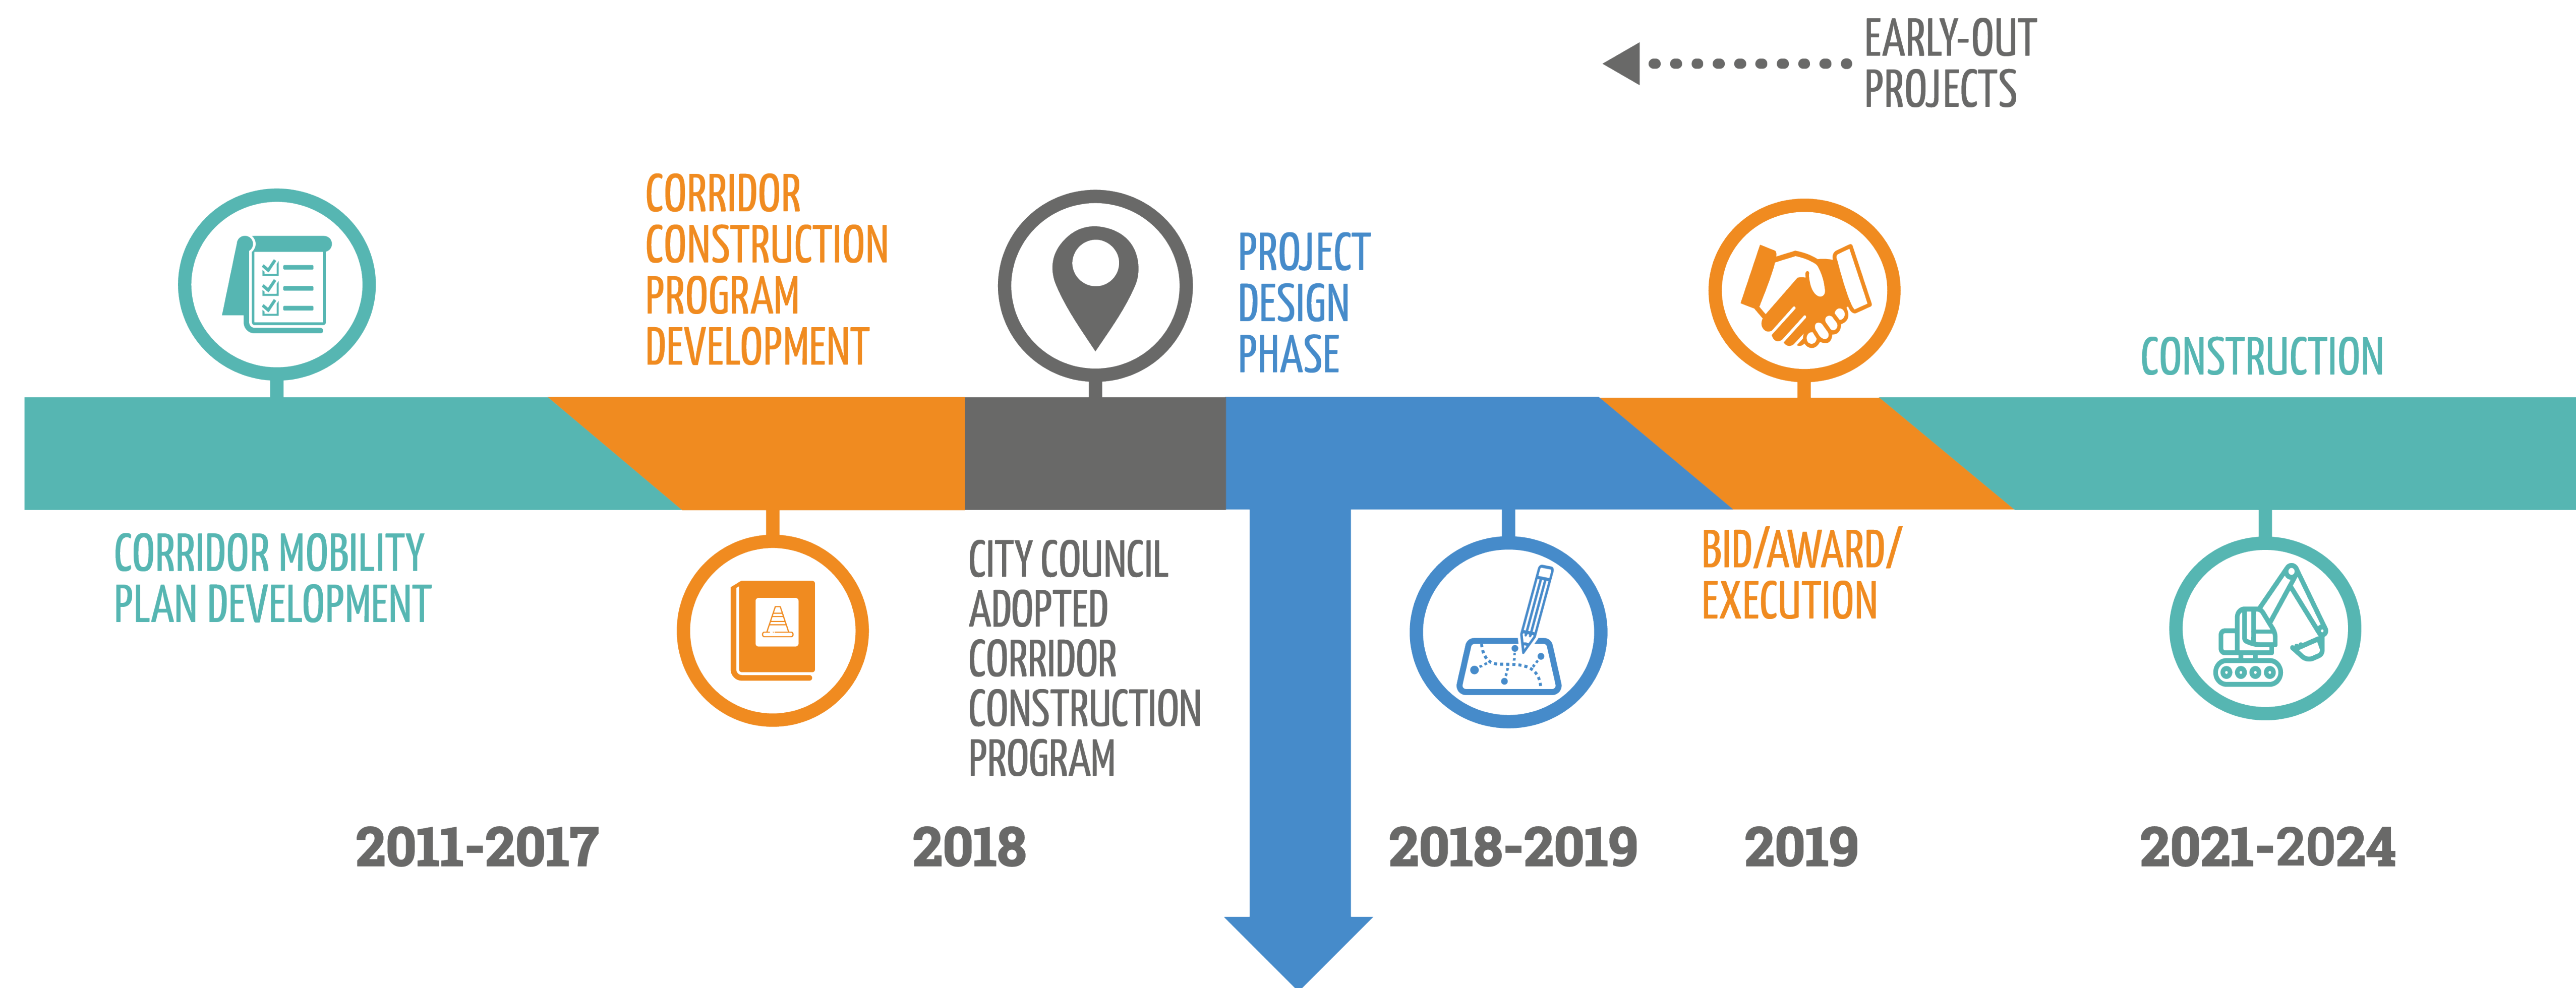 EARLY-OUT
PROJECTS
CORRIDOR
CONSTRUCTION
PROGRAM
DEVELOPMENT
PROJECT
DESIGN
PHASE
CONSTRUCTION
CORRIDOR MOBILITY
PLAN DEVELOPMENT
CITY COUNCIL
ADOPTED
CORRIDOR
CONSTRUCTION
PROGRAM
BID/AWARD/
EXECUTION
2011-2017
2018
2018-2019
2019
2021-2024